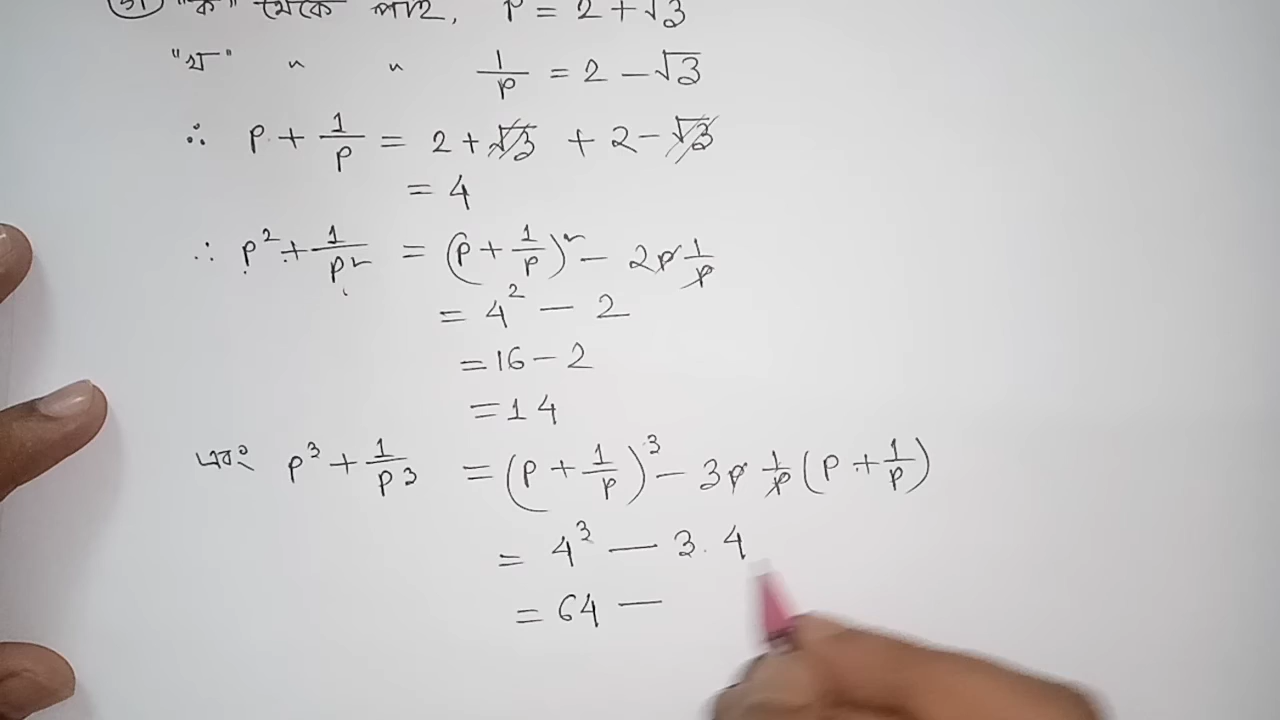 "ক" থেকে পাই, P = 2 + √3
"খ" " " 1/P = 2 - √3
∴ P + 1/P = 2 + √3 + 2 - √3
= 4
∴ P² + 1/P² = (P + 1/P)² - 2P 1/P
= 4² - 2
= 16 - 2
= 14
এবং P³ + 1/P³ = (P + 1/P)³ - 3P 1/P (P + 1/P)
= 4³ - 3.4
= 64 -